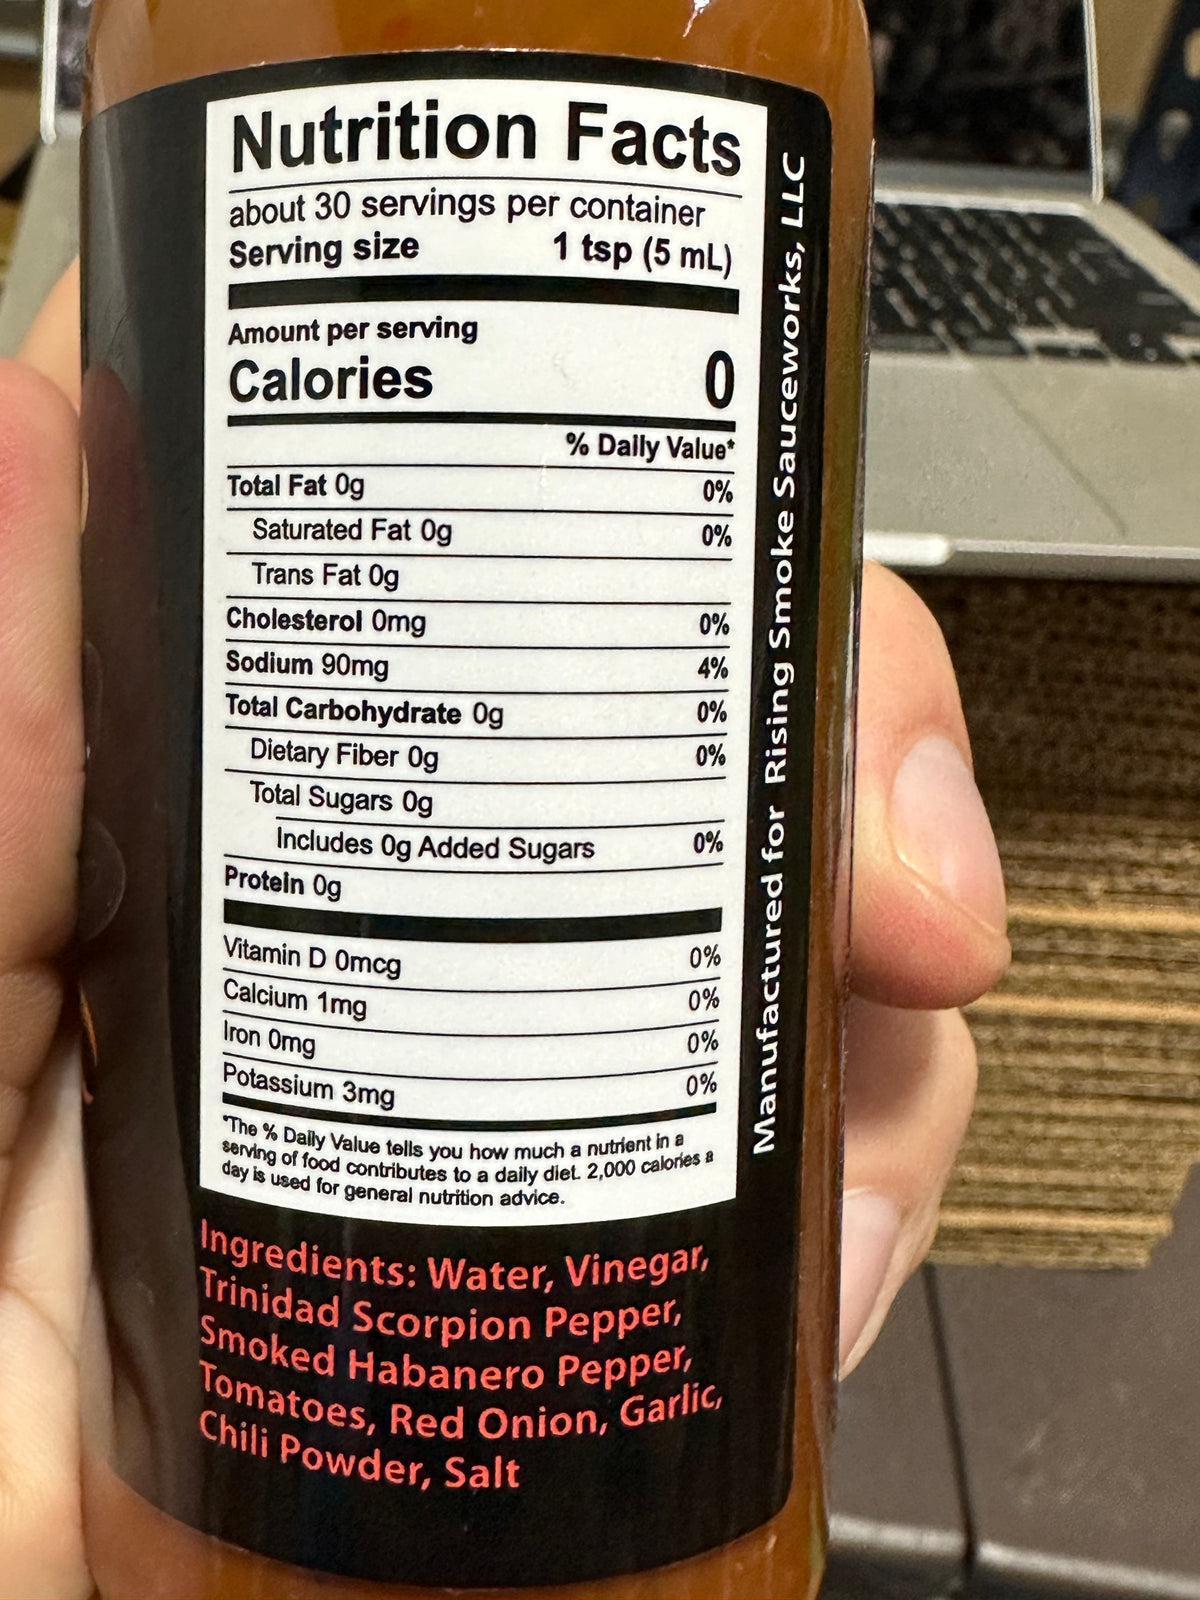 Nutrition Facts
about 30 servings per container
Serving size 1 tsp (5 mL)
Amount per serving
Calories 0
% Daily Value*
Total Fat 0g 0%
Saturated Fat 0g 0%
Trans Fat 0g
Cholesterol 0mg 0%
Sodium 90mg 4%
Total Carbohydrate 0g 0%
Dietary Fiber 0g 0%
Total Sugars 0g
Includes 0g Added Sugars 0%
Protein 0g
Vitamin D 0mcg 0%
Calcium 1mg 0%
Iron 0mg 0%
Potassium 3mg 0%
*The % Daily Value tells you how much a nutrient in a
serving of food contributes to a daily diet. 2,000 calories a
day is used for general nutrition advice.
Ingredients: Water, Vinegar,
Trinidad Scorpion Pepper,
Smoked Habanero Pepper,
Tomatoes, Red Onion, Garlic,
Chili Powder, Salt
Manufactured for Rising Smoke Sauceworks, LLC